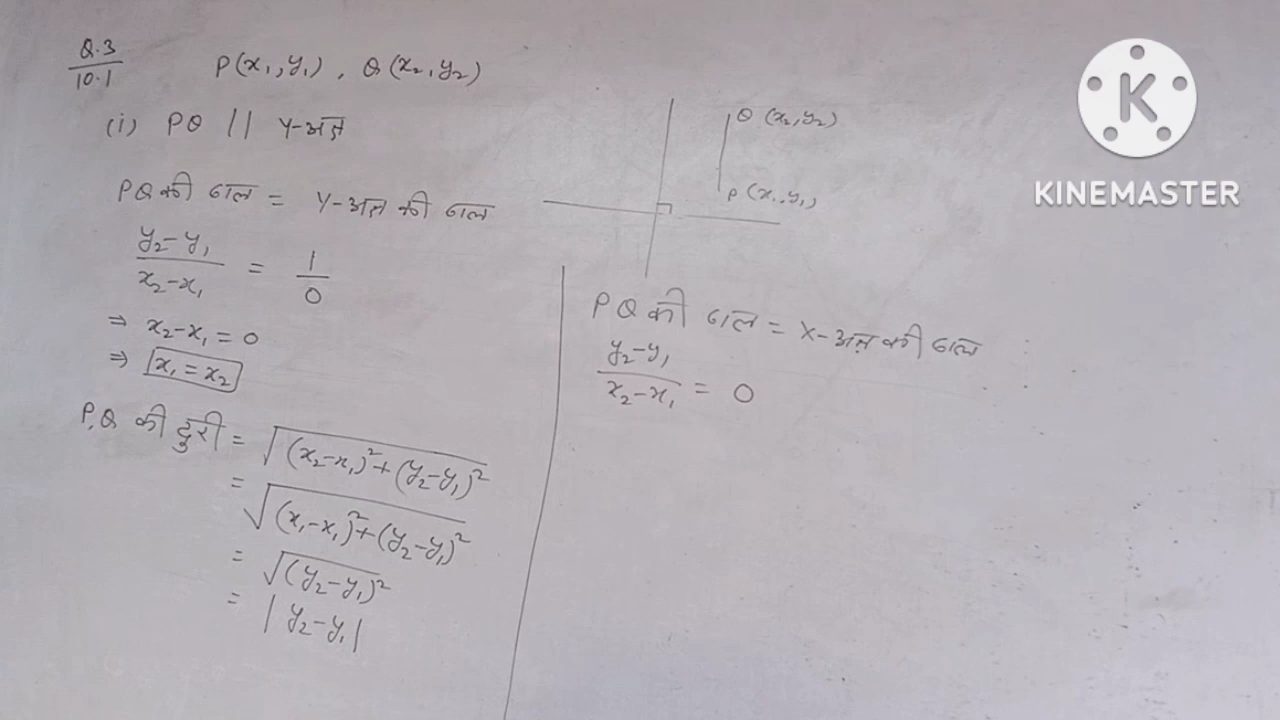 Q.3
10.1
P(x₁,y₁), Q(x₂,y₂)
(i) PQ || Y-अक्ष
PQ की ढाल = Y-अक्ष की ढाल
(y₂-y₁)/(x₂-x₁) = 1/0
⇒ x₂-x₁=0
⇒ x₁=x₂
P,Q की दुरी = √((x₂-x₁)²+(y₂-y₁)²)
= √((x₁-x₁)²+(y₂-y₁)²)
= √(y₂-y₁)²
= |y₂-y₁|
Q (x₂,y₂)
P (x₁,y₁)
PQ की ढाल = X-अक्ष की ढाल
(y₂-y₁)/(x₂-x₁) = 0
K
KINEMASTER